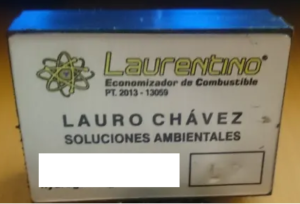 Laurentino®
Economizador de Combustible
PT. 2013 - 13059
LAURO CHÁVEZ
SOLUCIONES AMBIENTALES